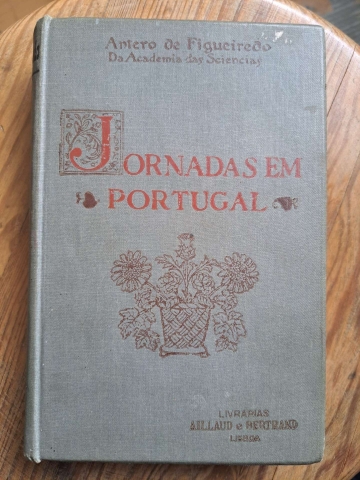 Antero de Figueiredo
Da Academia das Sciencias
JORNADAS EM
PORTUGAL
LIVRARIAS
AILLAUD e BERTRAND
LISBOA